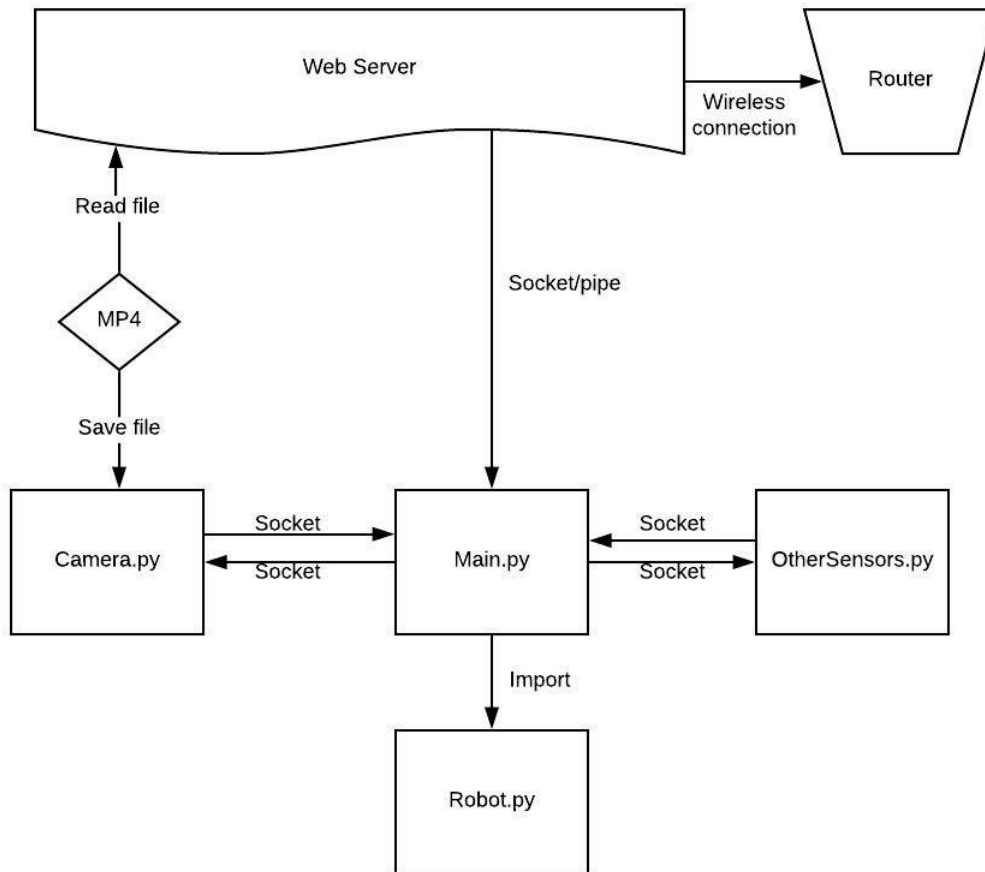 Web Server
Router
Wireless
connection
Read file
Socket/pipe
MP4
Save file
Socket
Socket
Camera.py
Main.py
OtherSensors.py
Socket
Socket
Import
Robot.py